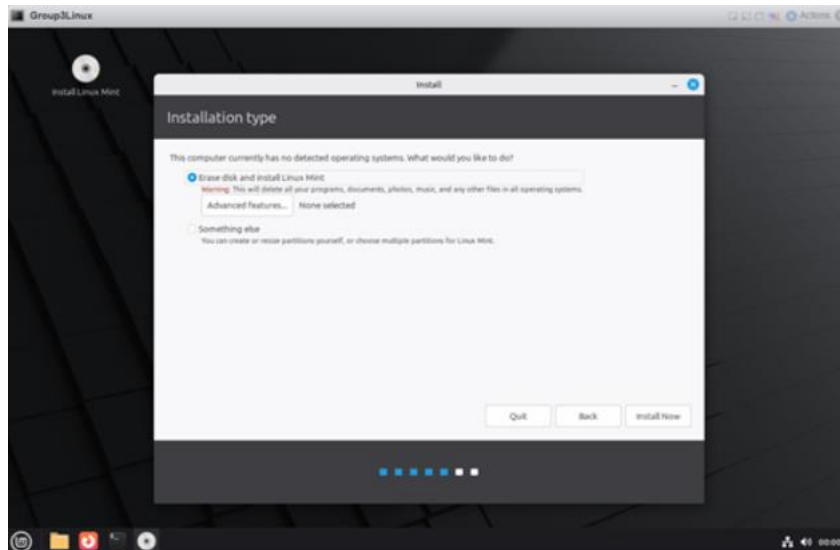 Group3Linux
Actions
Install Linux Mint
Install
Installation type
This computer currently has no detected operating systems. What would you like to do?
Erase disk and install Linux Mint
Warning: This will delete all your programs, documents, photos, music, and any other files in all operating systems.
Advanced features... None selected
Something else
You can create or resize partitions yourself, or choose multiple partitions for Linux Mint.
Quit Back Install Now